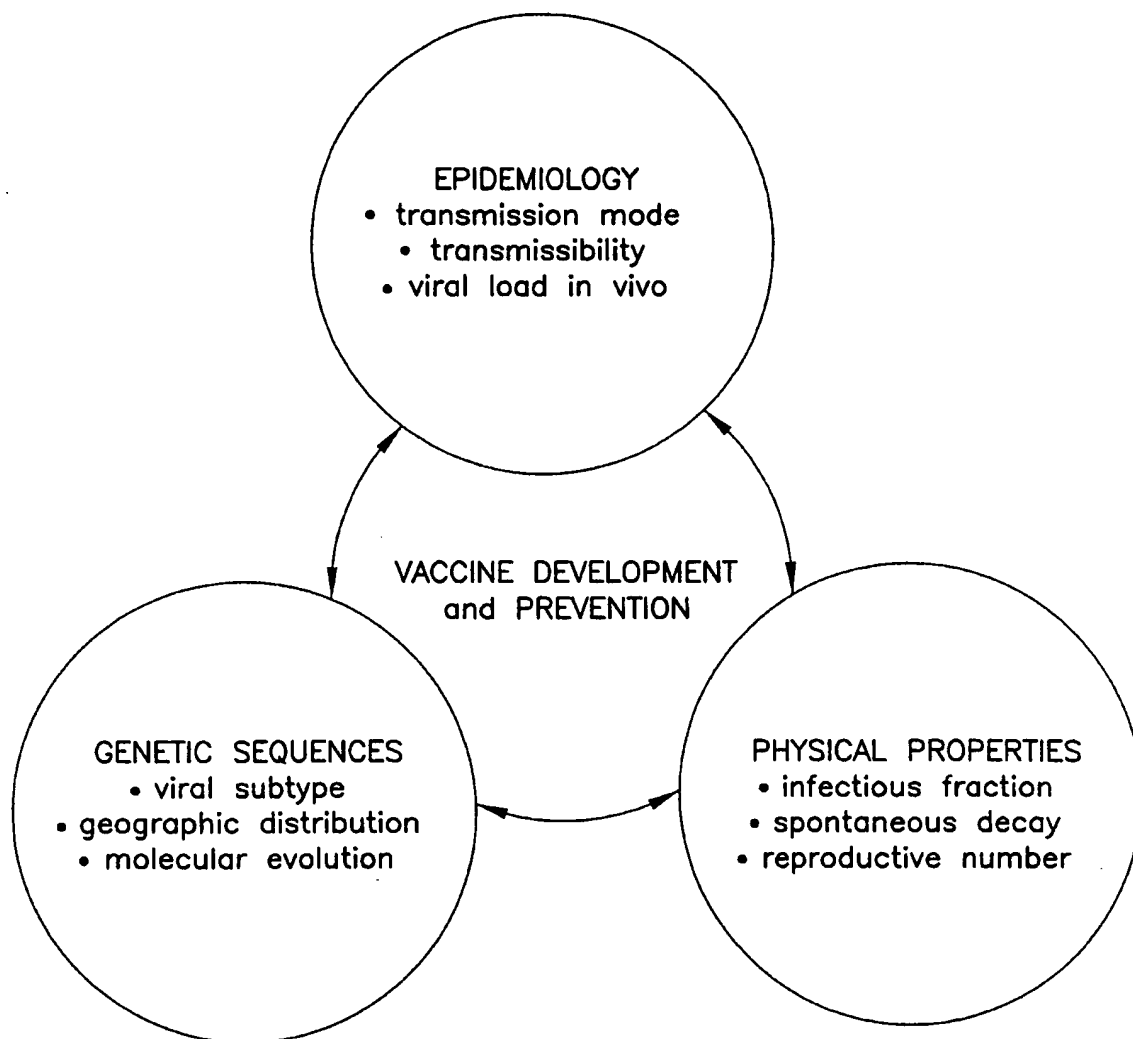 EPIDEMIOLOGY
• transmission mode
• transmissibility
• viral load in vivo
VACCINE DEVELOPMENT
and PREVENTION
GENETIC SEQUENCES
• viral subtype
• geographic distribution
• molecular evolution
PHYSICAL PROPERTIES
• infectious fraction
• spontaneous decay
• reproductive number